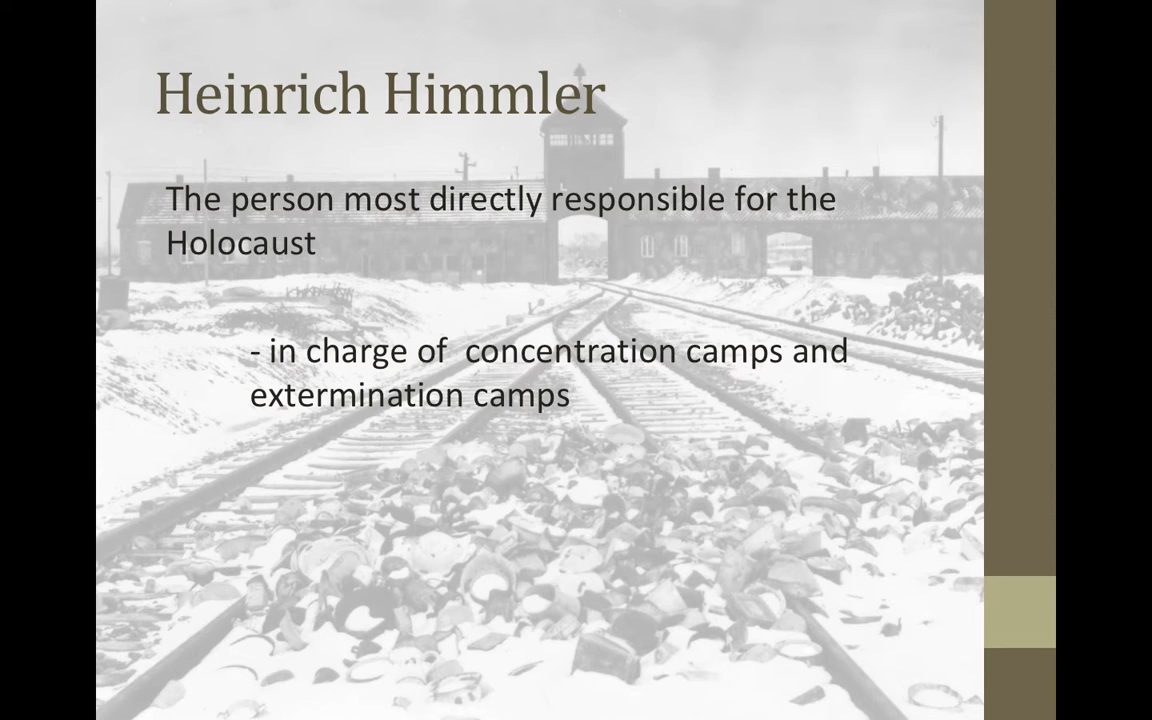 Heinrich Himmler
The person most directly responsible for the
Holocaust
- in charge of  concentration camps and
extermination camps